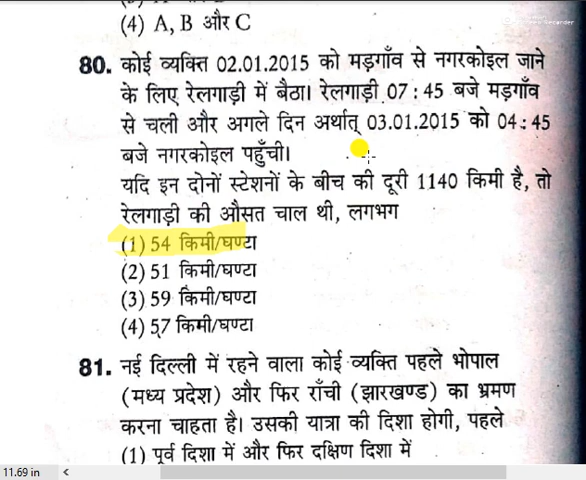 (4) A, B और C
80. कोई व्यक्ति 02.01.2015 को मड़गाँव से नगरकोइल जाने
के लिए रेलगाड़ी में बैठा। रेलगाड़ी 07 : 45 बजे मड़गाँव
से चली और अगले दिन अर्थात् 03.01.2015 को 04 : 45
बजे नगरकोइल पहुँची।
यदि इन दोनों स्टेशनों के बीच की दूरी 1140 किमी है, तो
रेलगाड़ी की औसत चाल थी, लगभग
(1) 54 किमी/घण्टा
(2) 51 किमी/घण्टा
(3) 59 किमी/घण्टा
(4) 57 किमी/घण्टा
81. नई दिल्ली में रहने वाला कोई व्यक्ति पहले भोपाल
(मध्य प्रदेश) और फिर राँची (झारखण्ड) का भ्रमण
करना चाहता है। उसकी यात्रा की दिशा होगी, पहले
(1) पूर्व दिशा में और फिर दक्षिण दिशा में
11.69 in